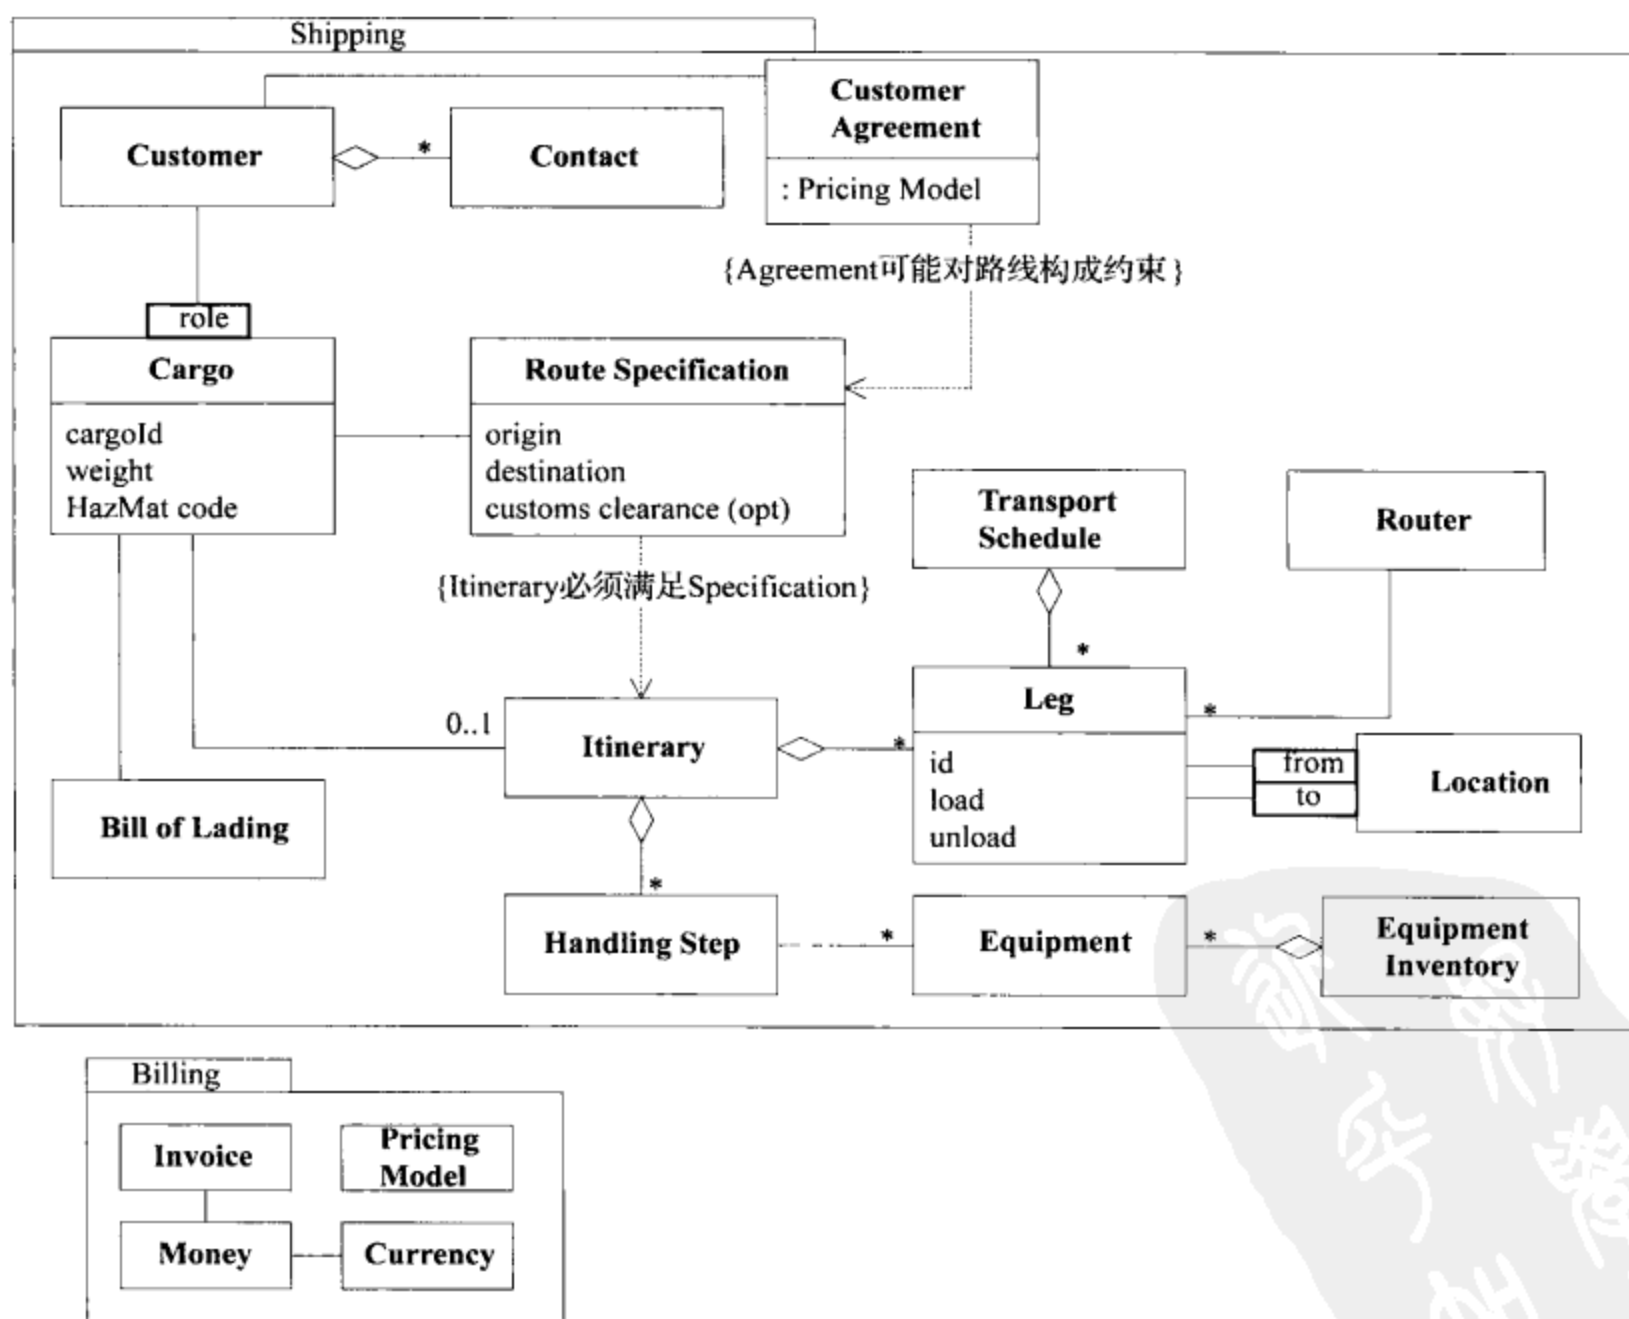 Shipping
Customer
Agreement
: Pricing Model
Customer
*
Contact
{Agreement可能对路线构成约束}
role
Cargo
cargoId
weight
HazMat code
Route Specification
origin
destination
customs clearance (opt)
Transport
Schedule
Router
{Itinerary必须满足Specification}
*
Leg
id
load
unload
*
0..1
Itinerary
*
from
to
Location
Bill of Lading
*
Handling Step
*
Equipment
*
Equipment
Inventory
Billing
Invoice
Pricing
Model
Money
Currency